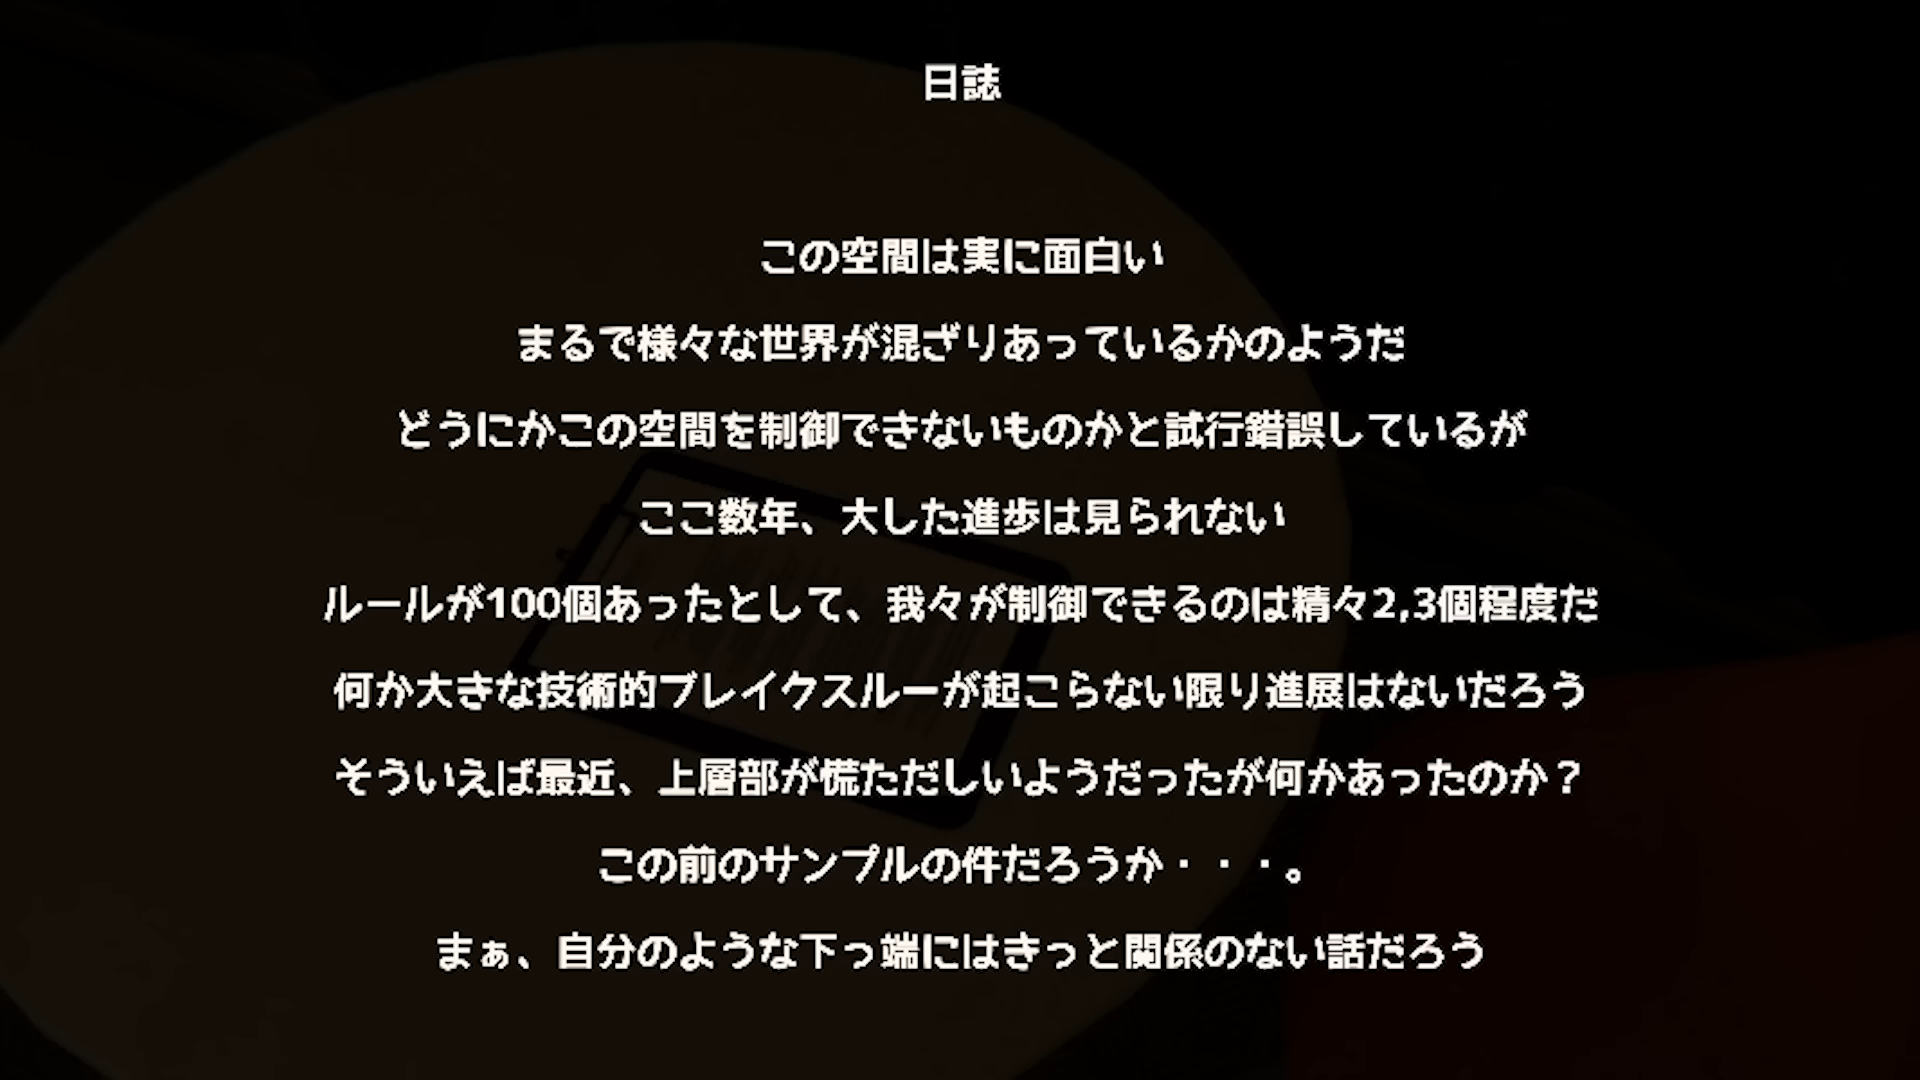 日誌
この空間は実に面白い
まるで様々な世界が混ざりあっているかのようだ
どうにかこの空間を制御できないものかと試行錯誤しているが
ここ数年、大した進歩は見られない
ルールが100個あったとして、我々が制御できるのは精々2,3個程度だ
何か大きな技術的ブレイクスルーが起こらない限り進展はないだろう
そういえば最近、上層部が慌ただしいようだったが何かあったのか？
この前のサンプルの件だろうか・・・。
まぁ、自分のような下っ端にはきっと関係のない話だろう